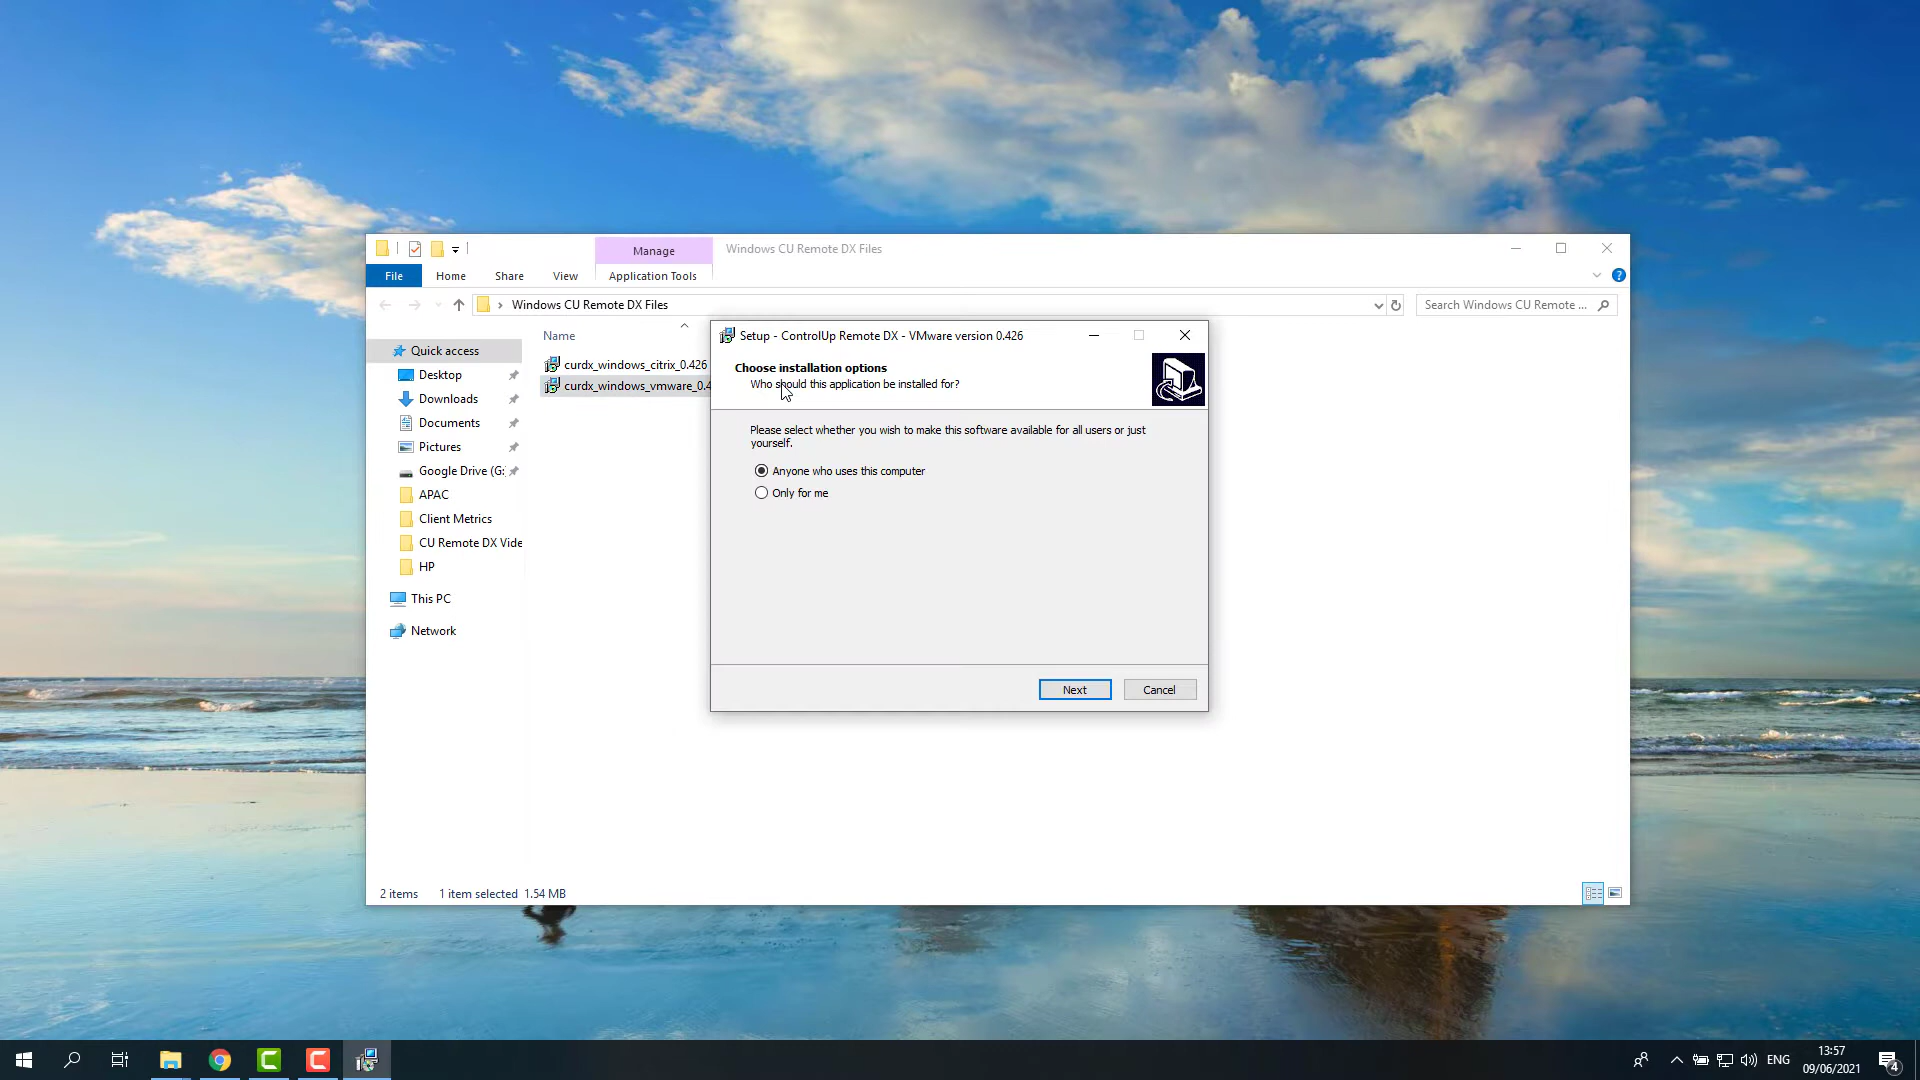 Manage
Windows CU Remote DX Files
File
Home
Share
View
Application Tools
Windows CU Remote DX Files
Search Windows CU Remote ...
Name
Quick access
Desktop
Downloads
Documents
Pictures
Google Drive (G:
APAC
Client Metrics
CU Remote DX Vide
HP
This PC
Network
curdx_windows_citrix_0.426
curdx_windows_vmware_0.4
Setup - ControlUp Remote DX - VMware version 0.426
Choose installation options
Who should this application be installed for?
Please select whether you wish to make this software available for all users or just
yourself.
Anyone who uses this computer
Only for me
Next
Cancel
2 items
1 item selected 1.54 MB
ENG
13:57
09/06/2021
4